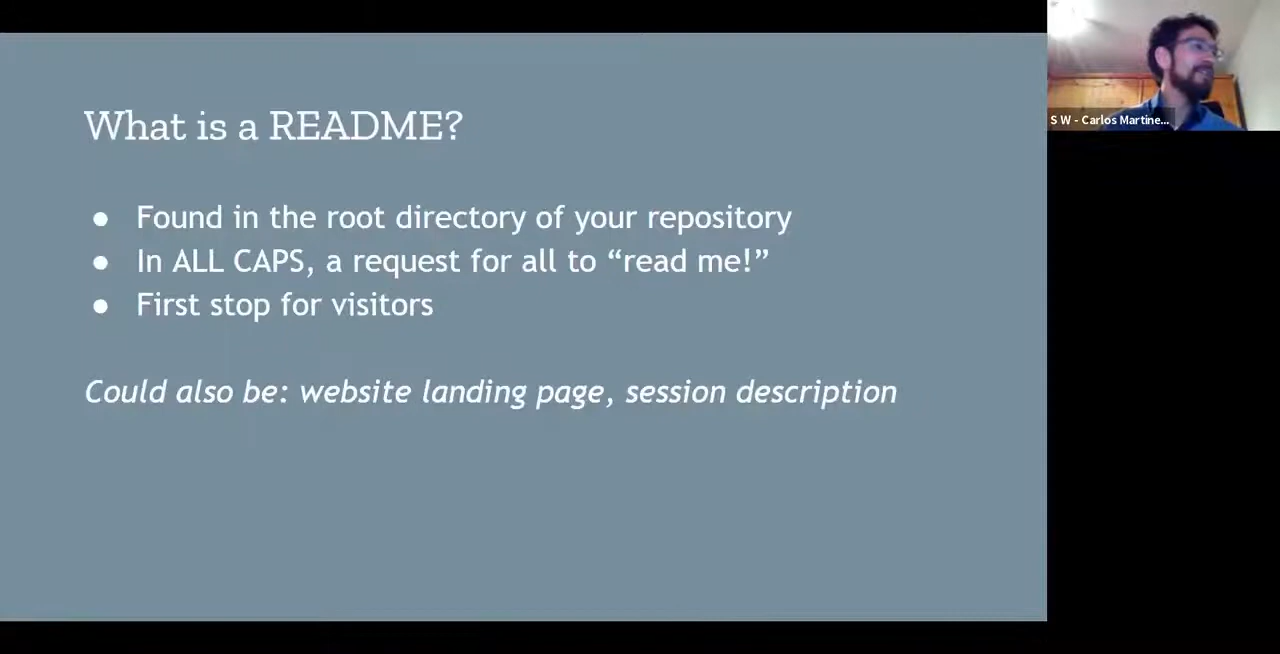 What is a README?
● Found in the root directory of your repository
● In ALL CAPS, a request for all to “read me!”
● First stop for visitors
Could also be: website landing page, session description
S W - Carlos Martine...